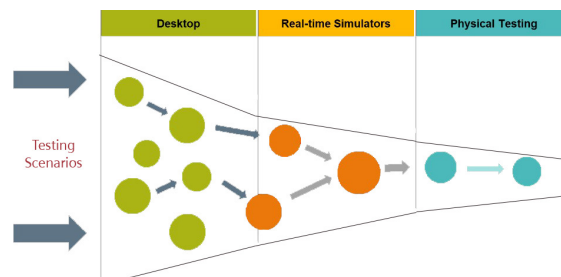 Desktop
Real-time Simulators
Physical Testing
Testing
Scenarios